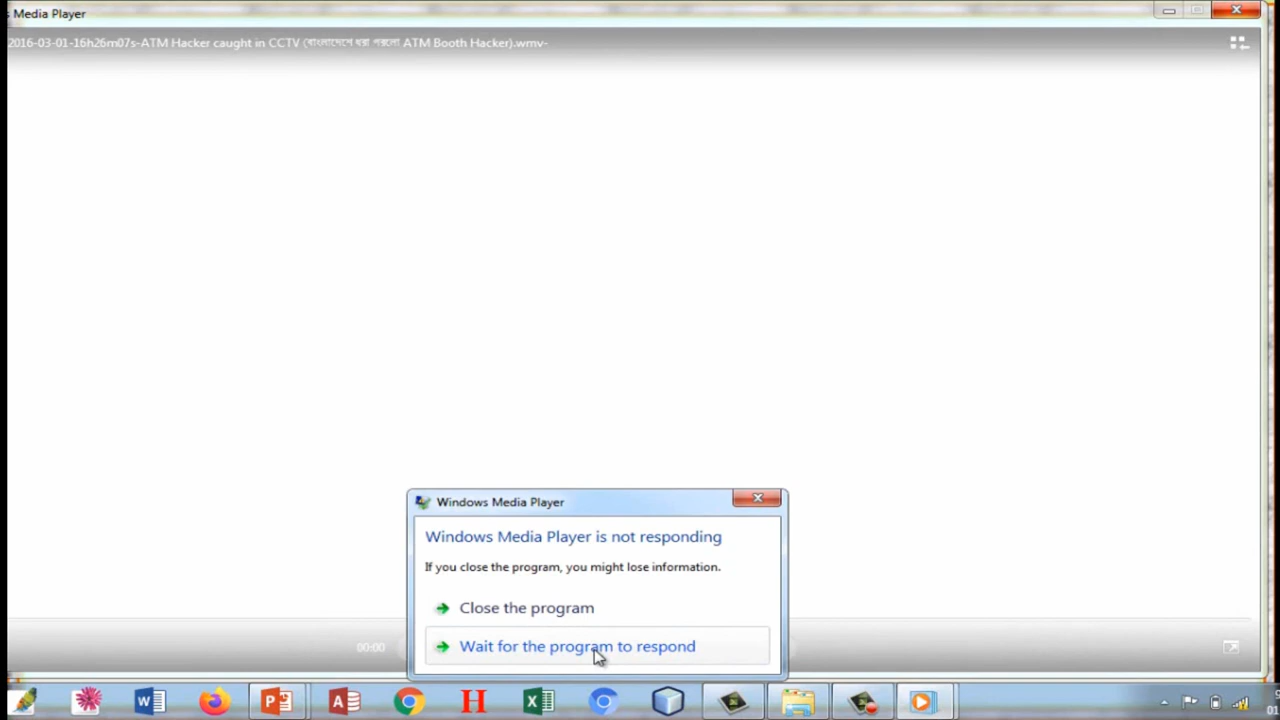 s Media Player
2016-03-01-16h26m07s-ATM Hacker caught in CCTV (বাংলাদেশে ধরা পরলো ATM Booth Hacker).wmv-
Windows Media Player
Windows Media Player is not responding
If you close the program, you might lose information.
Close the program
00:00
Wait for the program to respond